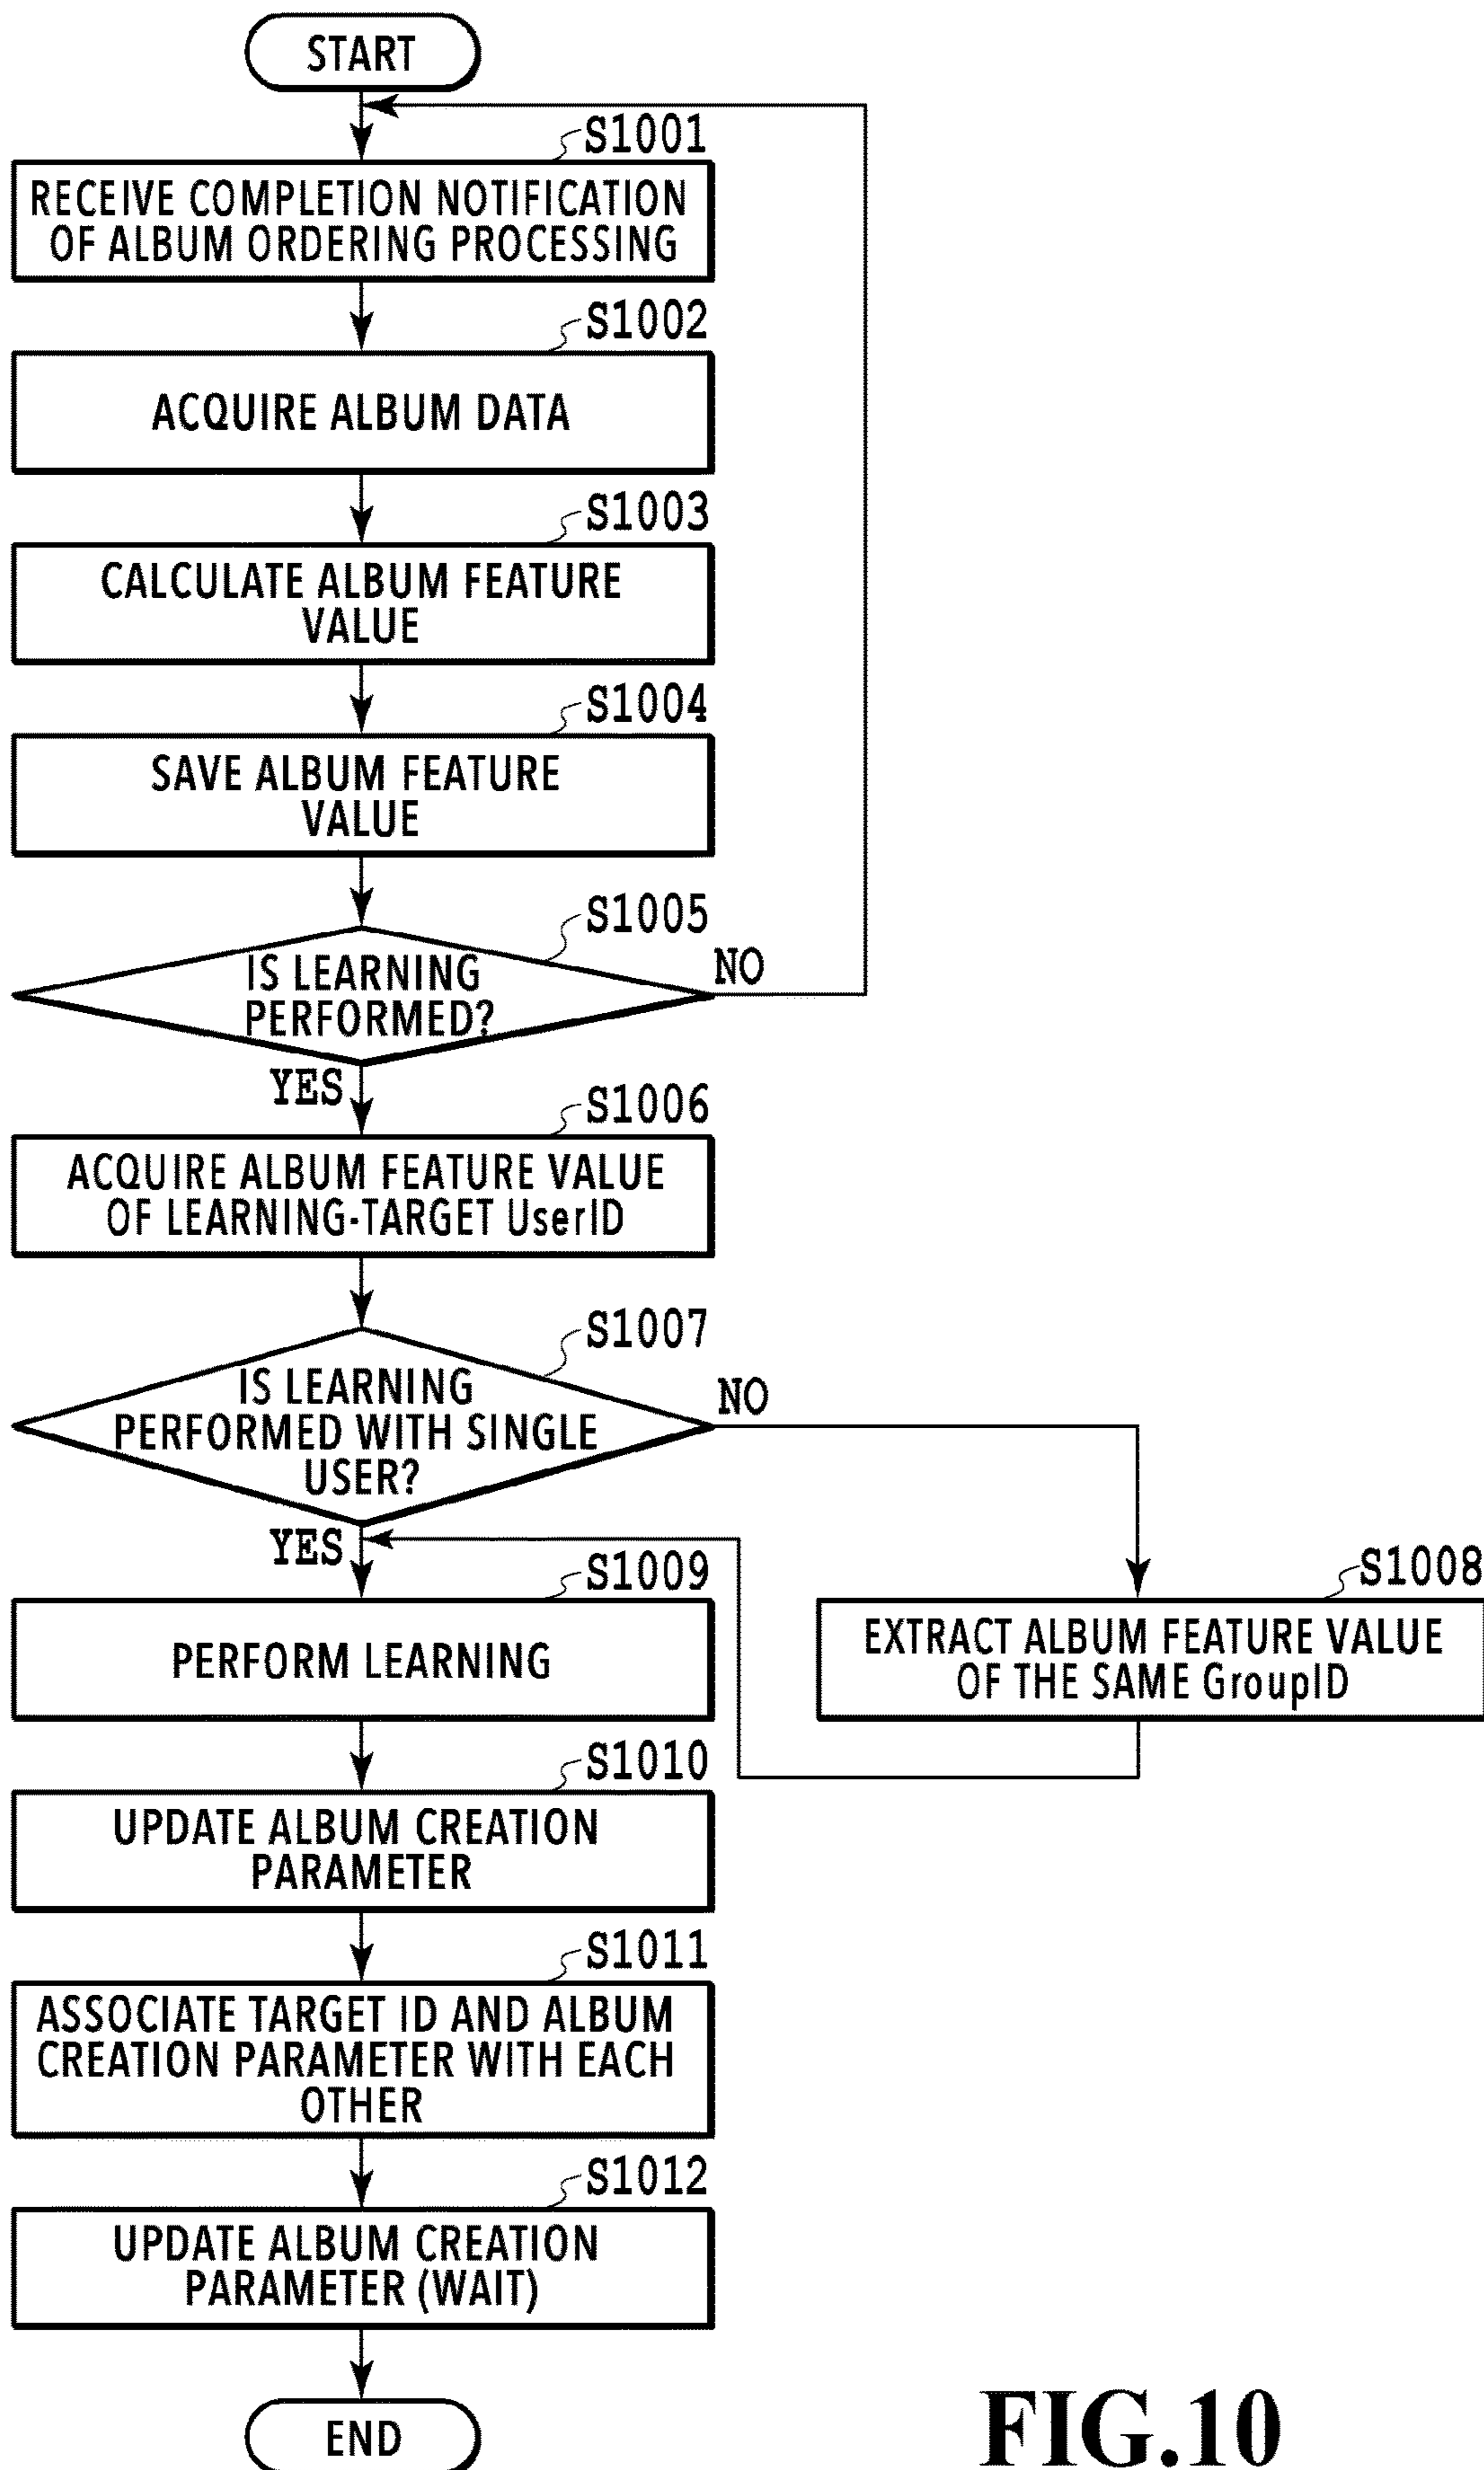 START
S1001
RECEIVE COMPLETION NOTIFICATION
OF ALBUM ORDERING PROCESSING
S1002
ACQUIRE ALBUM DATA
S1003
CALCULATE ALBUM FEATURE
VALUE
S1004
SAVE ALBUM FEATURE
VALUE
S1005
IS LEARNING
PERFORMED?
NO
YES
S1006
ACQUIRE ALBUM FEATURE VALUE
OF LEARNING-TARGET UserID
S1007
IS LEARNING
PERFORMED WITH SINGLE
USER?
NO
YES
S1008
EXTRACT ALBUM FEATURE VALUE
OF THE SAME GroupID
S1009
PERFORM LEARNING
S1010
UPDATE ALBUM CREATION
PARAMETER
S1011
ASSOCIATE TARGET ID AND ALBUM
CREATION PARAMETER WITH EACH
OTHER
S1012
UPDATE ALBUM CREATION
PARAMETER (WAIT)
END
FIG.10